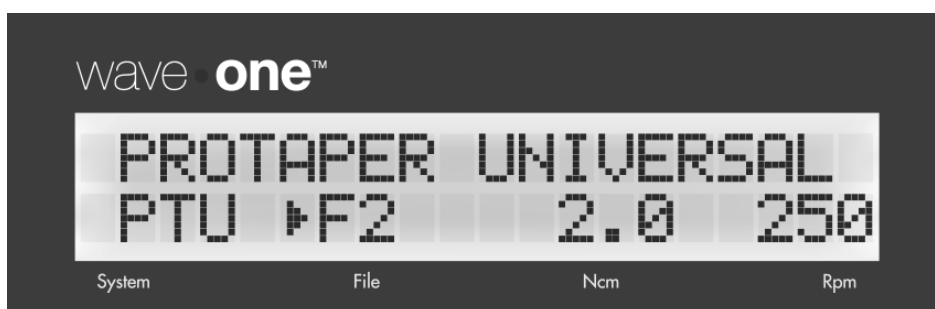 wave•one™
PROTAPER UNIVERSAL
PTU ▶F2 2.0 250
System File Ncm Rpm